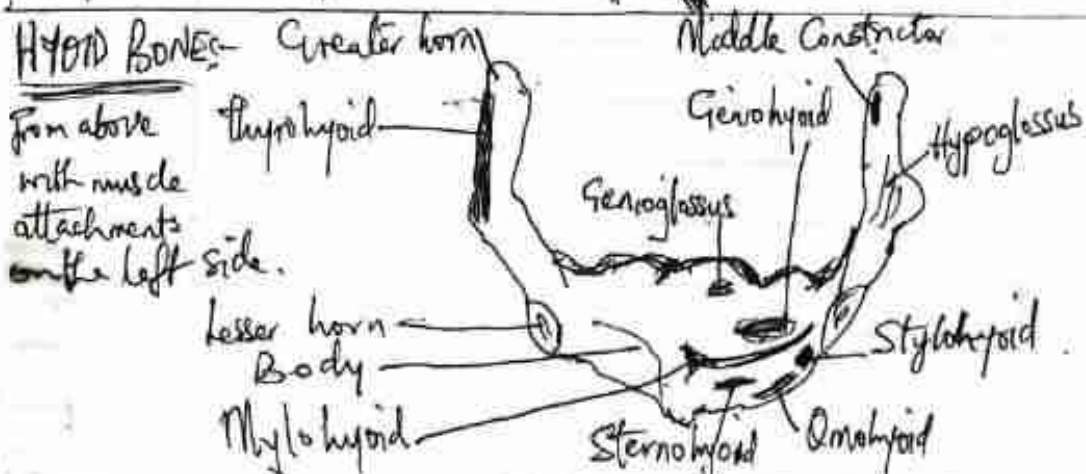 HYOID BONE:-
from above
with muscle
attachments
on the left side.
Greater horn
Middle Constrictor
Thyrohyoid
Geniohyoid
Hypoglossus
Genioglossus
Lesser horn
Body
Mylohyoid
Stylohyoid.
Sternohyoid
Omohyoid